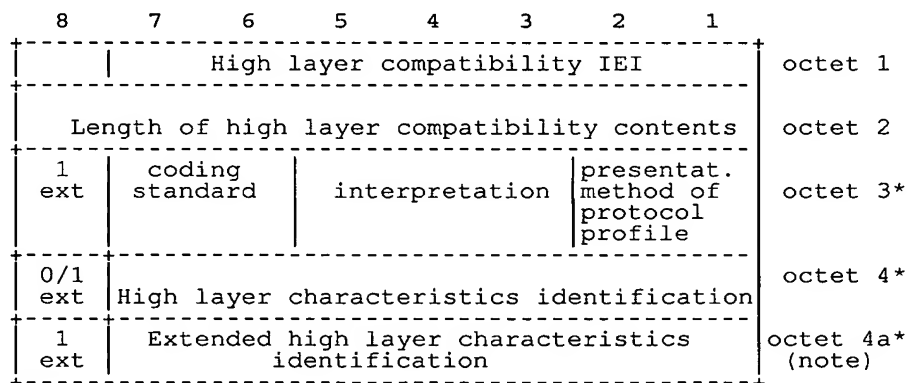 8 7 6 5 4 3 2 1
High layer compatibility IEI octet 1
Length of high layer compatibility contents octet 2
1 coding presentat.
ext standard interpretation method of octet 3*
protocol
profile
0/1 octet 4*
ext High layer characteristics identification
1 Extended high layer characteristics octet 4a*
ext identification (note)